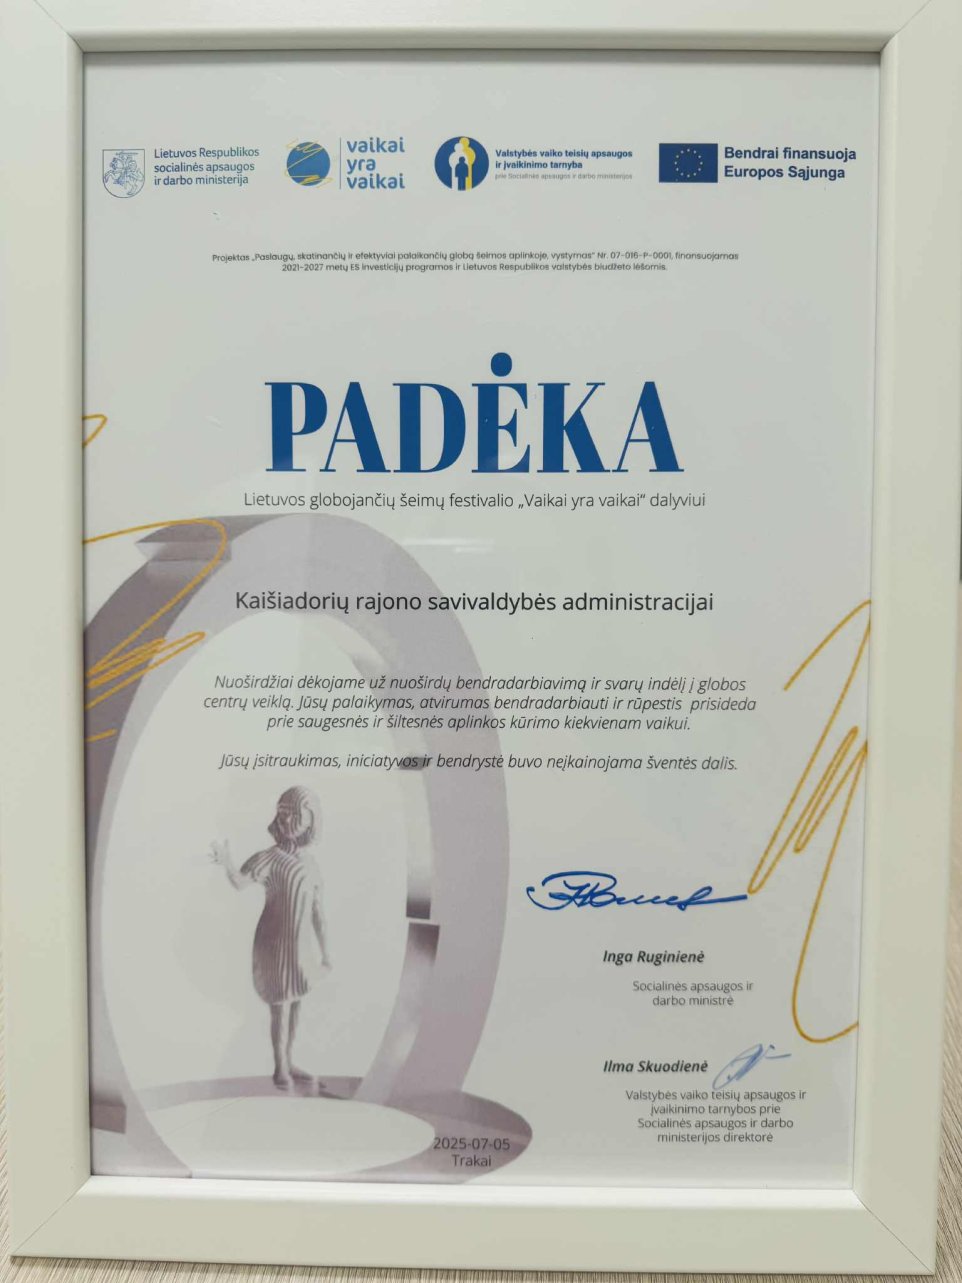 Lietuvos Respublikos
socialinės apsaugos
ir darbo ministerija
vaikai
yra
vaikai
Valstybės vaiko teisių apsaugos
ir įvaikinimo tarnyba
prie Socialinės apsaugos ir darbo ministerijos
Bendrai finansuoja
Europos Sąjunga
Projektas „Paslaugų, skatinančių ir efektyviai palaikančių globą šeimos aplinkoje, vystymas“ Nr. 07-016-P-0001, finansuojamas
2021-2027 metų ES investicijų programos ir Lietuvos Respublikos valstybės biudžeto lėšomis.
PADĖKA
Lietuvos globojančių šeimų festivalio „Vaikai yra vaikai“ dalyviui
Kaišiadorių rajono savivaldybės administracijai
Nuoširdžiai dėkojame už nuoširdų bendradarbiavimą ir svarų indėlį į globos
centrų veiklą. Jūsų palaikymas, atvirumas bendradarbiauti ir rūpestis prisideda
prie saugesnės ir šiltesnės aplinkos kūrimo kiekvienam vaikui.
Jūsų įsitraukimas, iniciatyvos ir bendrystė buvo neįkainojama šventės dalis.
Inga Ruginienė
Socialinės apsaugos ir
darbo ministrė
Ilma Skuodienė
Valstybės vaiko teisių apsaugos ir
įvaikinimo tarnybos prie
Socialinės apsaugos ir darbo
ministerijos direktorė
2025-07-05
Trakai